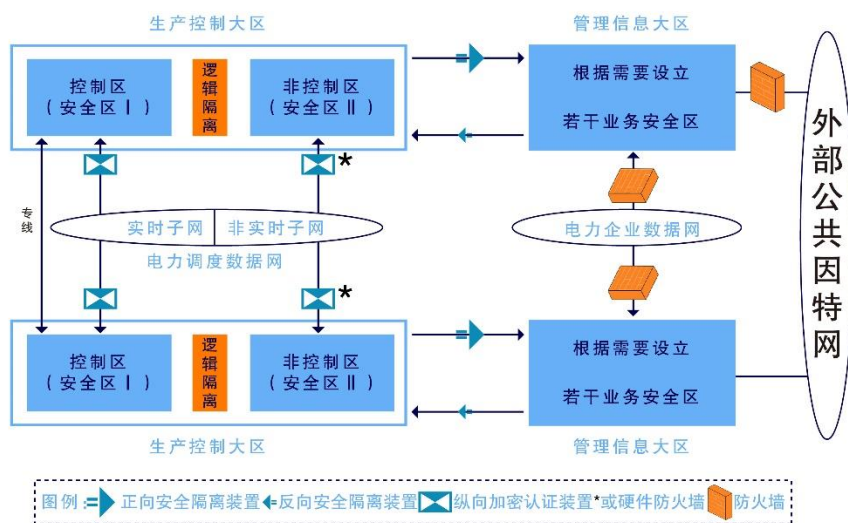 生产控制大区
管理信息大区
控制区
(安全区Ⅰ)
逻辑隔离
非控制区
(安全区Ⅱ)
根据需要设立
若干业务安全区
外部公共因特网
*
专线
实时子网
非实时子网
电力调度数据网
电力企业数据网
*
控制区
(安全区Ⅰ)
逻辑隔离
非控制区
(安全区Ⅱ)
根据需要设立
若干业务安全区
生产控制大区
管理信息大区
图例:正向安全隔离装置 反向安全隔离装置 纵向加密认证装置 *或硬件防火墙 防火墙